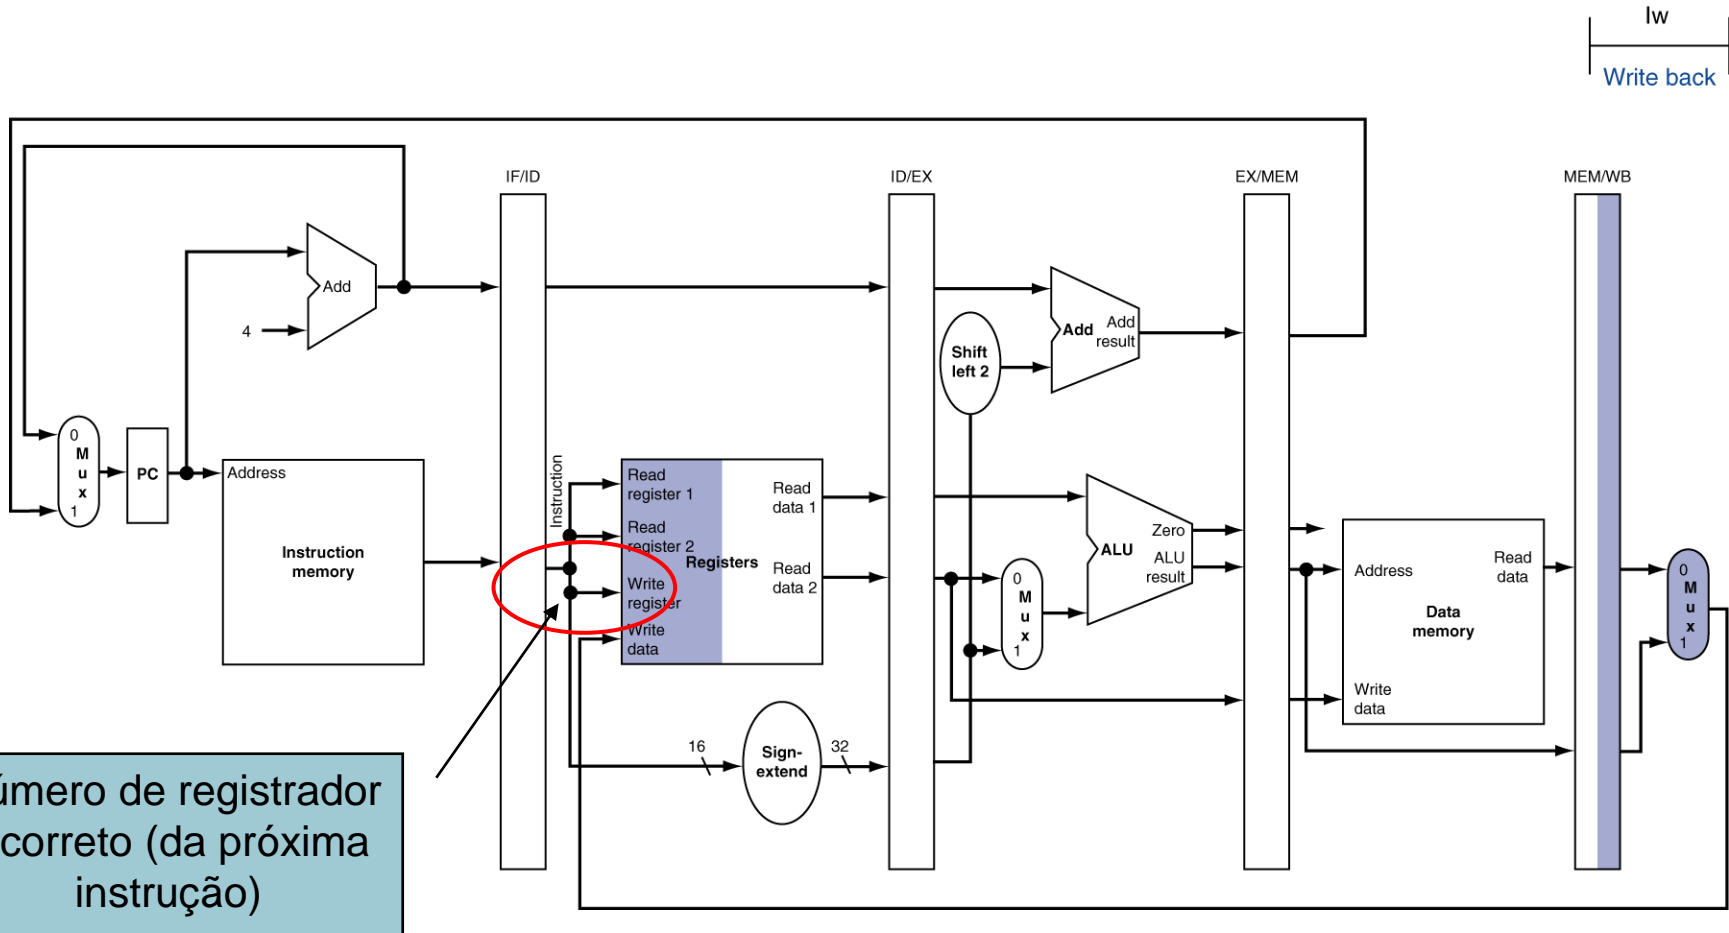 lw
Write back
IF/ID
ID/EX
EX/MEM
MEM/WB
Add
4
Shift
left 2
Add
Add
result
0
M
u
x
1
PC
Address
Instruction
memory
Instruction
Read
register 1
Read
register 2
Write
register
Write
data
Registers
Read
data 1
Read
data 2
16
Sign-
extend
32
0
M
u
x
1
Zero
ALU
ALU
result
Address
Read
data
Data
memory
Write
data
0
M
u
x
1
úmero de registrador
correto (da próxima
instrução)